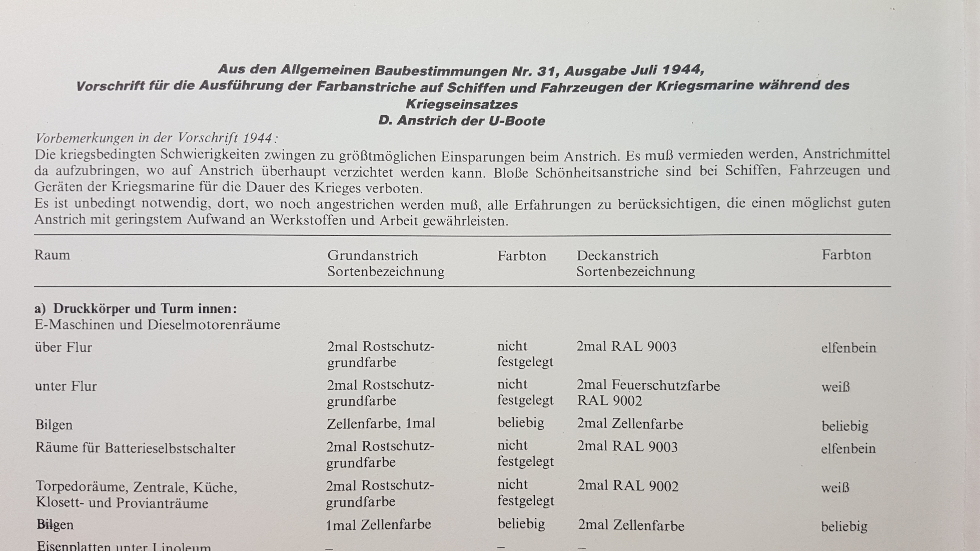 Aus den Allgemeinen Baubestimmungen Nr. 31, Ausgabe Juli 1944,
Vorschrift für die Ausführung der Farbanstriche auf Schiffen und Fahrzeugen der Kriegsmarine während des
Kriegseinsatzes
D. Anstrich der U-Boote
Vorbemerkungen in der Vorschrift 1944:
Die kriegsbedingten Schwierigkeiten zwingen zu größtmöglichen Einsparungen beim Anstrich. Es muß vermieden werden, Anstrichmittel
da aufzubringen, wo auf Anstrich überhaupt verzichtet werden kann. Bloße Schönheitsanstriche sind bei Schiffen, Fahrzeugen und
Geräten der Kriegsmarine für die Dauer des Krieges verboten.
Es ist unbedingt notwendig, dort, wo noch angestrichen werden muß, alle Erfahrungen zu berücksichtigen, die einen möglichst guten
Anstrich mit geringstem Aufwand an Werkstoffen und Arbeit gewährleisten.
Raum Grundanstrich Farbton Deckanstrich Farbton
Sortenbezeichnung Sortenbezeichnung
a) Druckkörper und Turm innen:
E-Maschinen und Dieselmotorenräume
über Flur 2mal Rostschutz- nicht 2mal RAL 9003 elfenbein
grundfarbe festgelegt
unter Flur 2mal Rostschutz- nicht 2mal Feuerschutzfarbe weiß
grundfarbe festgelegt RAL 9002
Bilgen Zellenfarbe, 1mal beliebig 2mal Zellenfarbe beliebig
Räume für Batterieselbstschalter 2mal Rostschutz- nicht 2mal RAL 9003 elfenbein
grundfarbe festgelegt
Torpedoräume, Zentrale, Küche, 2mal Rostschutz- nicht 2mal RAL 9002 weiß
Klosett- und Provianträume grundfarbe festgelegt
Bilgen 1mal Zellenfarbe beliebig 2mal Zellenfarbe beliebig
Eisenplatten unter Linoleum – – –